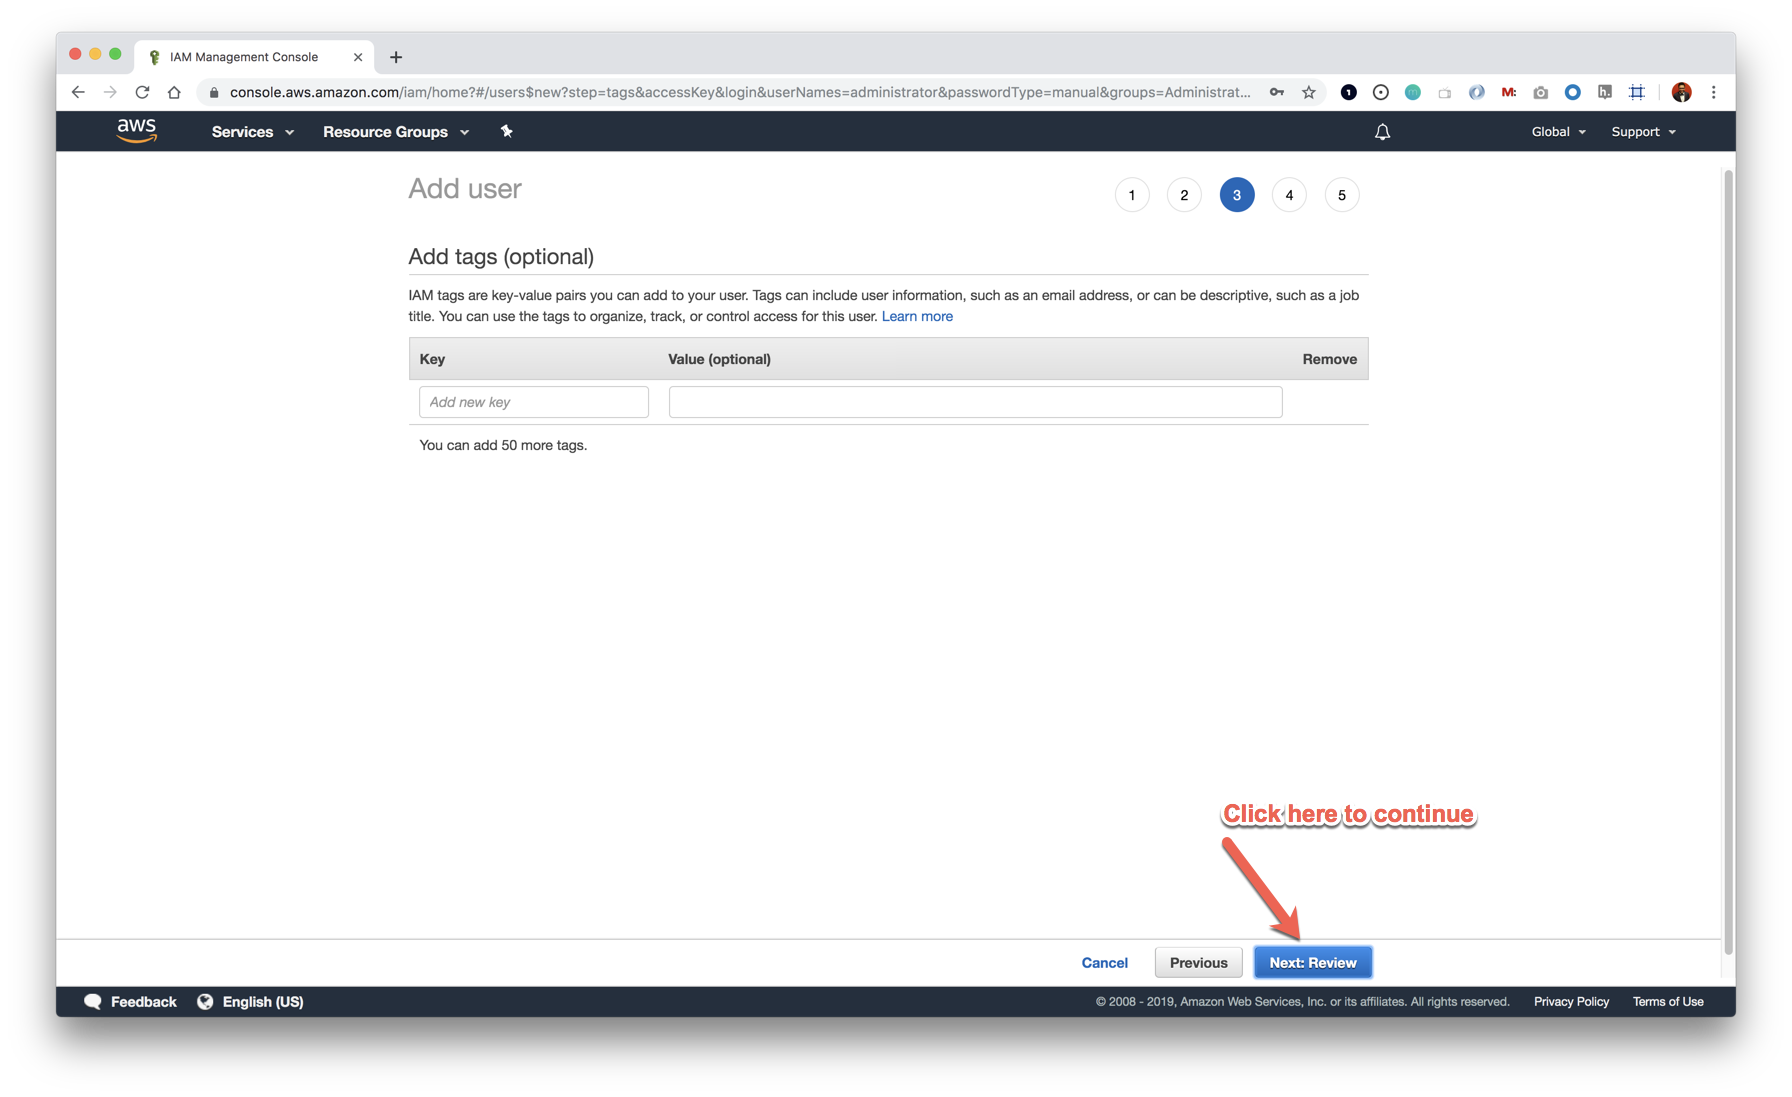 IAM Management Console
console.aws.amazon.com/iam/home?#/users$new?step=tags&accessKey&login&userNames=administrator&passwordType=manual&groups=Administrat...
1
M:
h.
aws
Services
Resource Groups
Global
Support
Add user
1 2 3 4 5
Add tags (optional)
IAM tags are key-value pairs you can add to your user. Tags can include user information, such as an email address, or can be descriptive, such as a job
title. You can use the tags to organize, track, or control access for this user. Learn more
Key Value (optional) Remove
Add new key
You can add 50 more tags.
Click here to continue
Cancel Previous Next: Review
Feedback English (US) © 2008 - 2019, Amazon Web Services, Inc. or its affiliates. All rights reserved. Privacy Policy Terms of Use